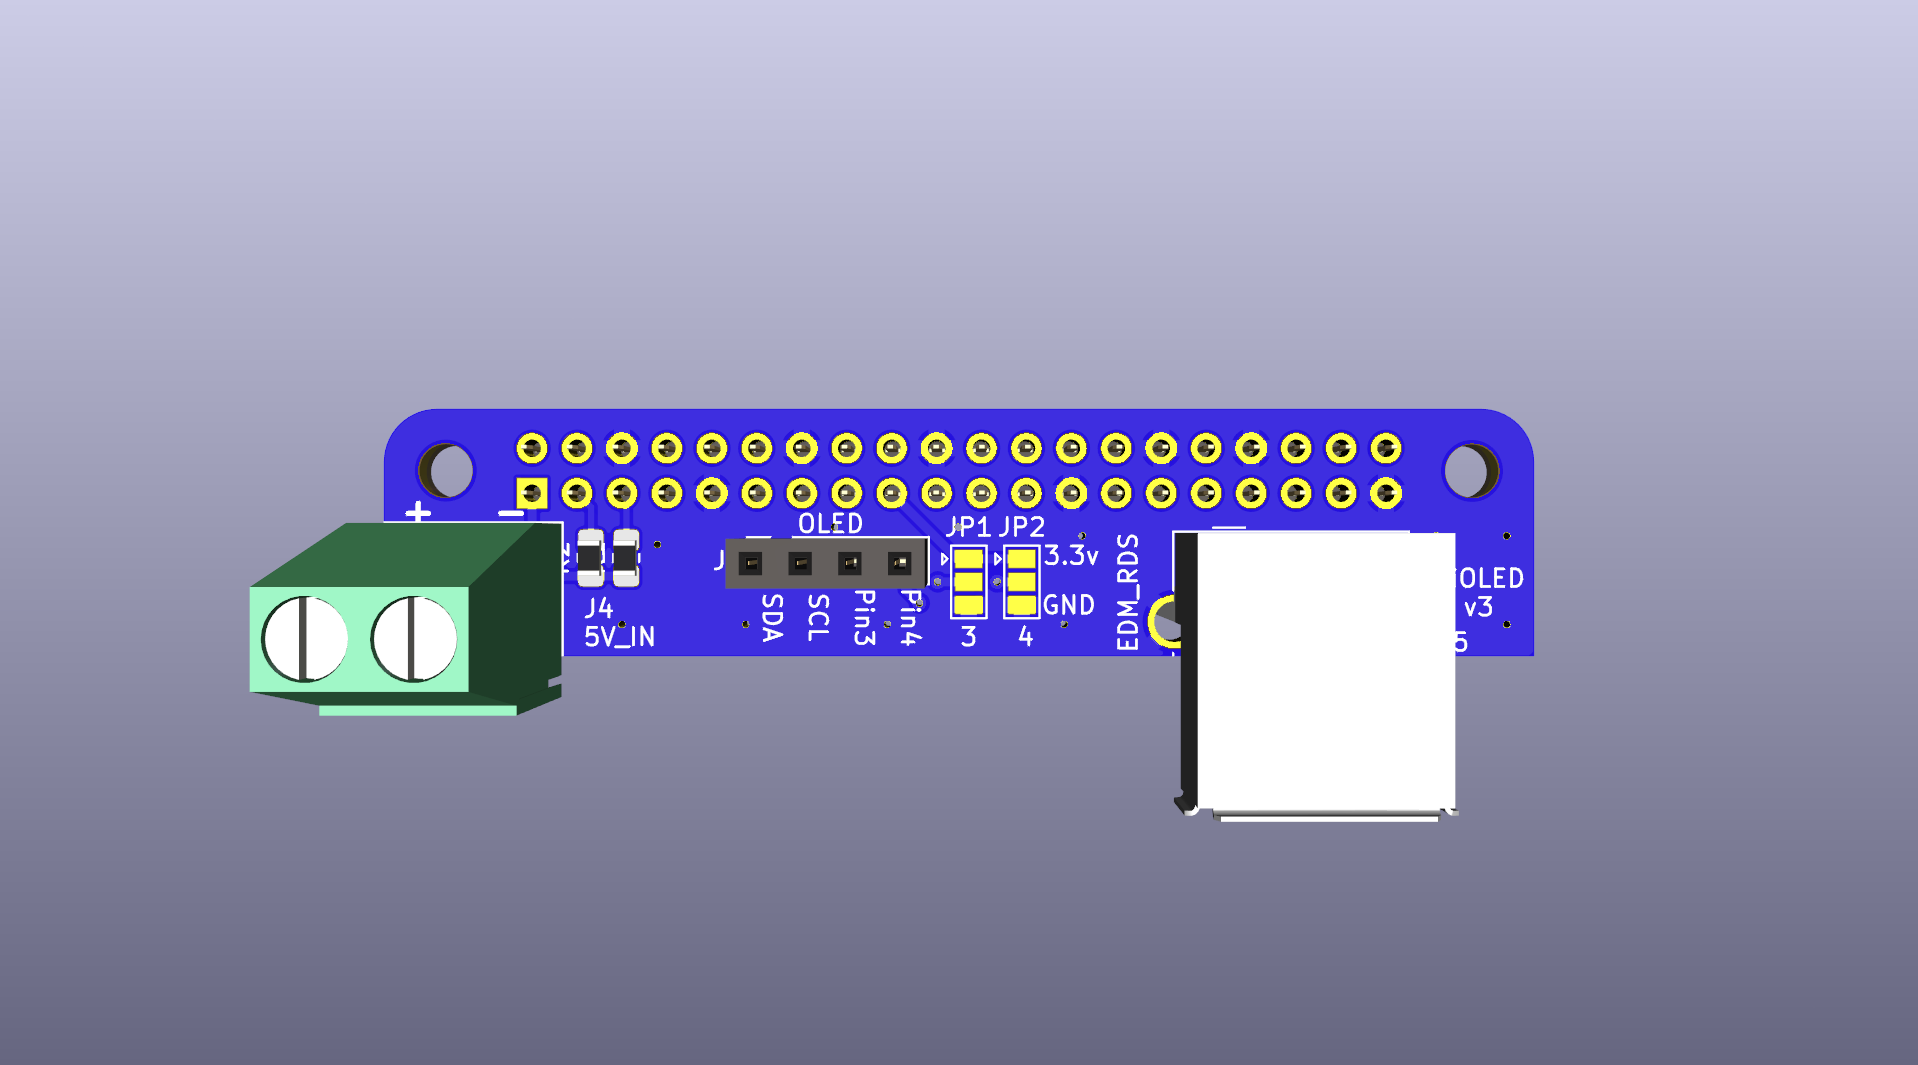 + −
OLED
JP1 JP2
3.3v
J
GND
J4
5V_IN
SDA
SCL
Pin3
Pin4
3
4
EDM_RDS
OLED
v3
5